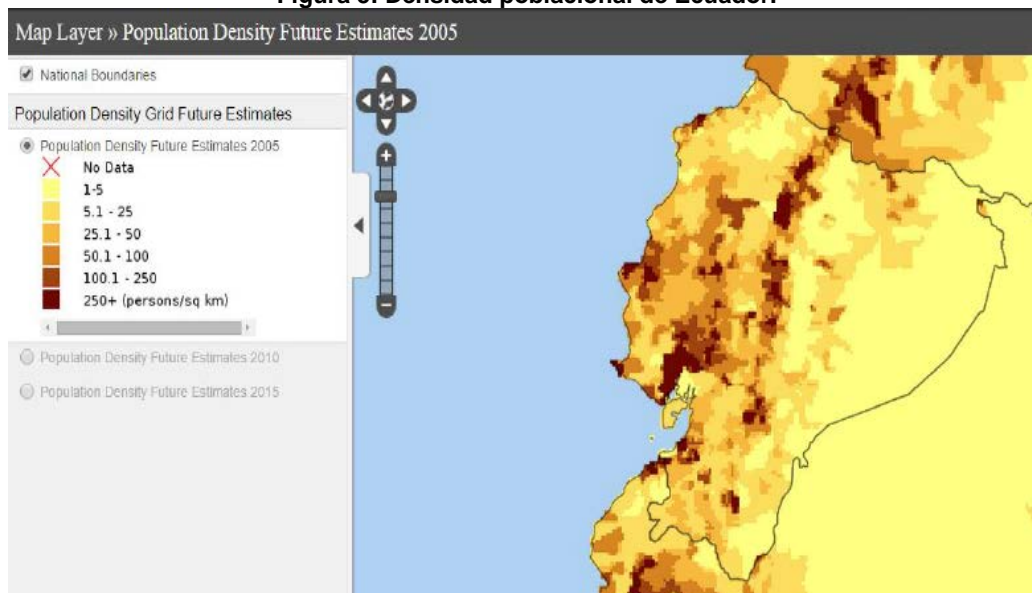 Figura 3. Densidad poblacional de Ecuador.
Map Layer » Population Density Future Estimates 2005
National Boundaries
Population Density Grid Future Estimates
Population Density Future Estimates 2005
No Data
1-5
5.1 - 25
25.1 - 50
50.1 - 100
100.1 - 250
250+ (persons/sq km)
Population Density Future Estimates 2010
Population Density Future Estimates 2015